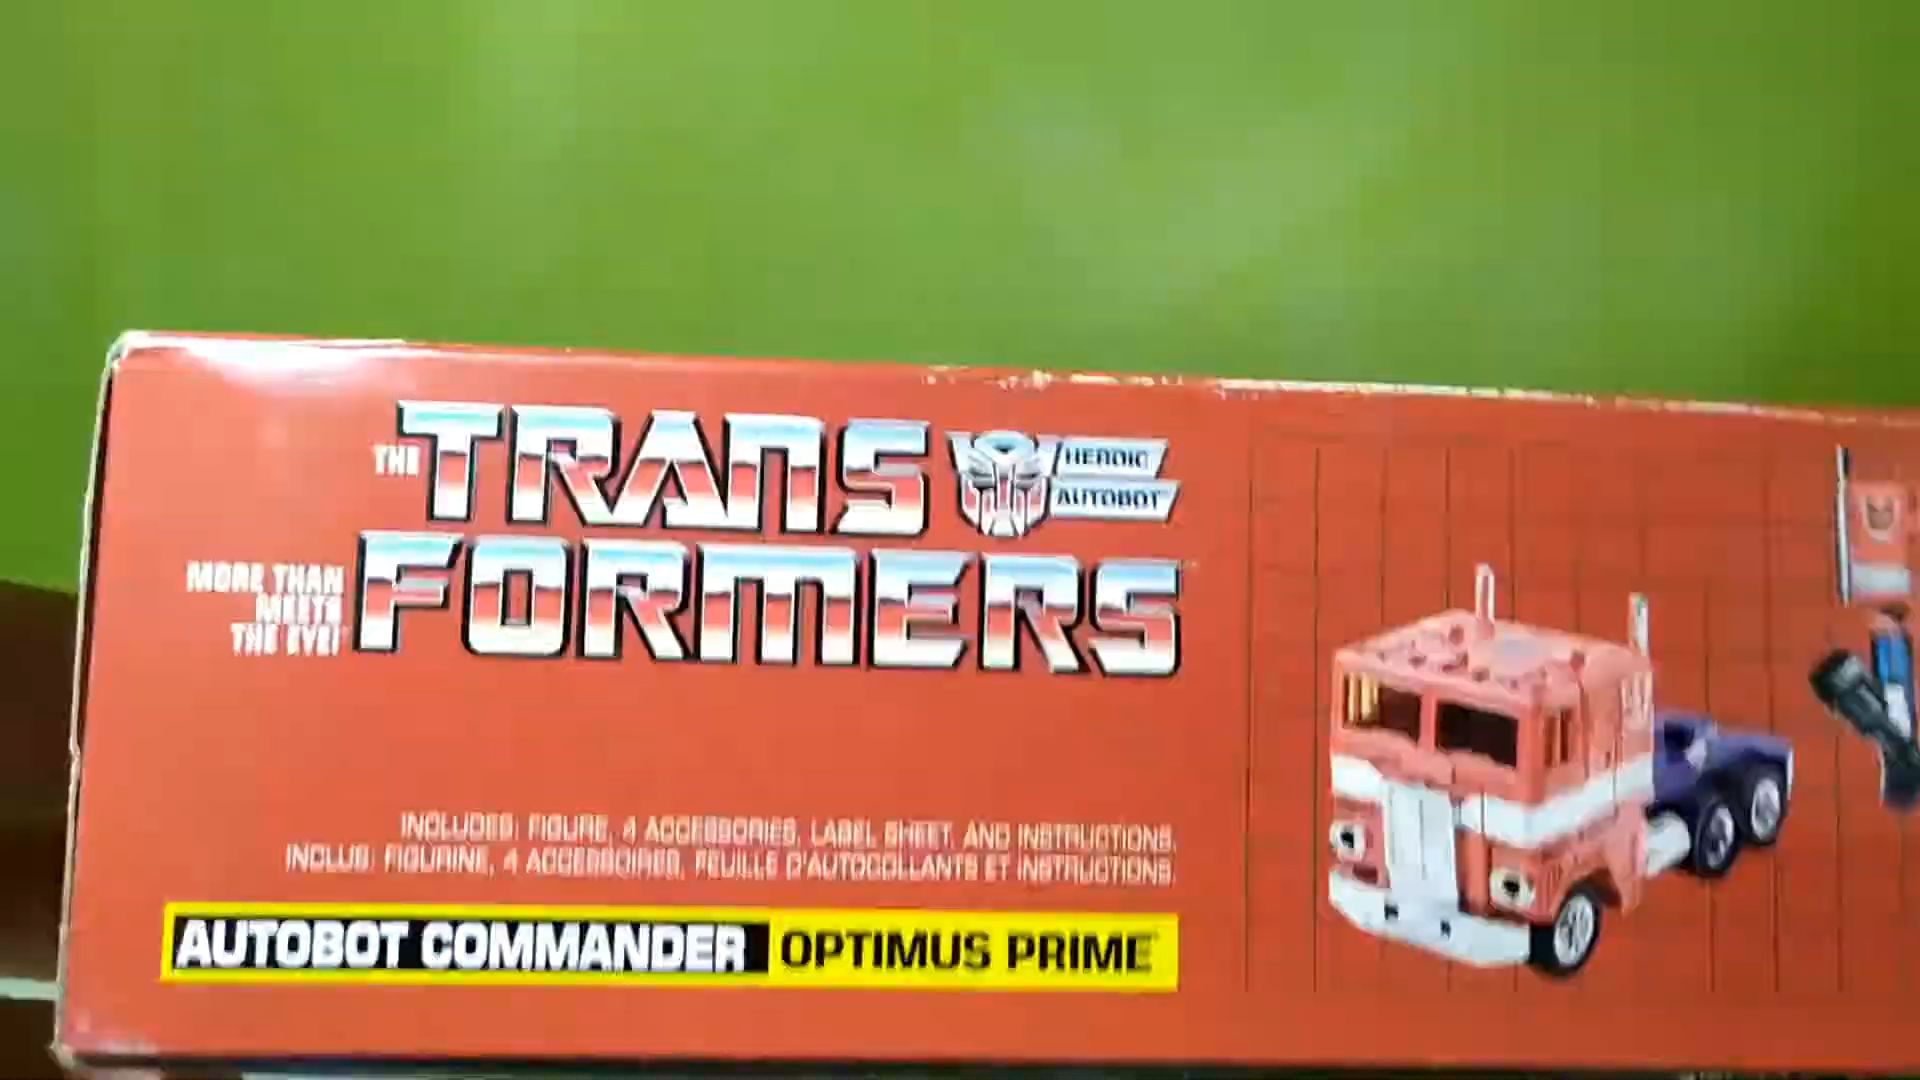 THE TRANS
HEROIC
AUTOBOT
FORMERS
MORE THAN
MEETS
THE EYE!
INCLUDES: FIGURE, 4 ACCESSORIES, LABEL SHEET, AND INSTRUCTIONS.
INCLUS: FIGURINE, 4 ACCESSOIRES, FEUILLE D'AUTOCOLLANTS ET INSTRUCTIONS.
AUTOBOT COMMANDER OPTIMUS PRIME